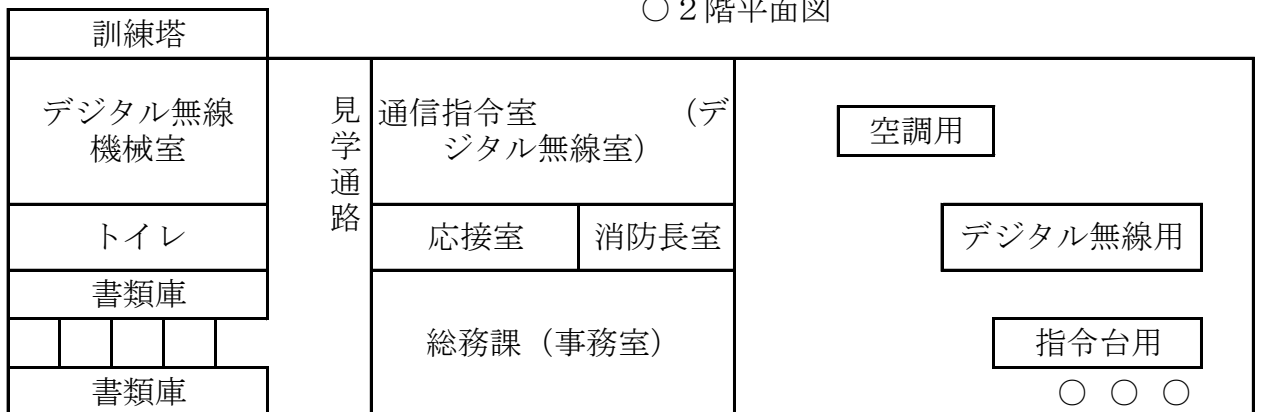 ○２階平面図
訓練塔
デジタル無線
機械室
見学通路
通信指令室　　　　（デ
ジタル無線室）
空調用
トイレ
応接室
消防長室
デジタル無線用
書類庫
総務課（事務室）
指令台用
書類庫
○ ○ ○